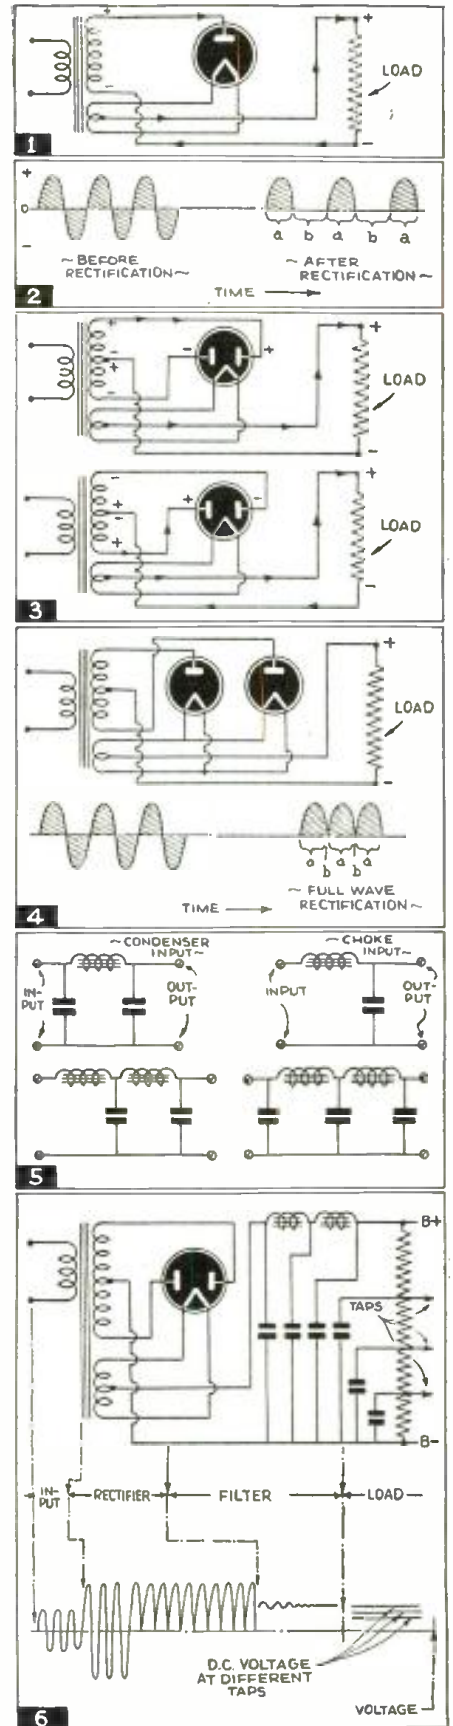 +
+
LOAD
-
-
1
+
0
-
a b a b a
~BEFORE
RECTIFICATION~
~AFTER
RECTIFICATION~
TIME
2
+
+
-
-
+
+
-
LOAD
-
-
+
+
-
-
+
+
LOAD
-
3
+
LOAD
-
a a a
b b
~FULL WAVE
RECTIFICATION~
TIME
4
~CONDENSER
INPUT~
~CHOKE
INPUT~
IN-
PUT
OUT-
PUT
INPUT
OUT-
PUT
5
B+
TAPS
B-
IN-
PUT
RECTIFIER
FILTER
LOAD
D.C. VOLTAGE
AT DIFFERENT
TAPS
VOLTAGE
6